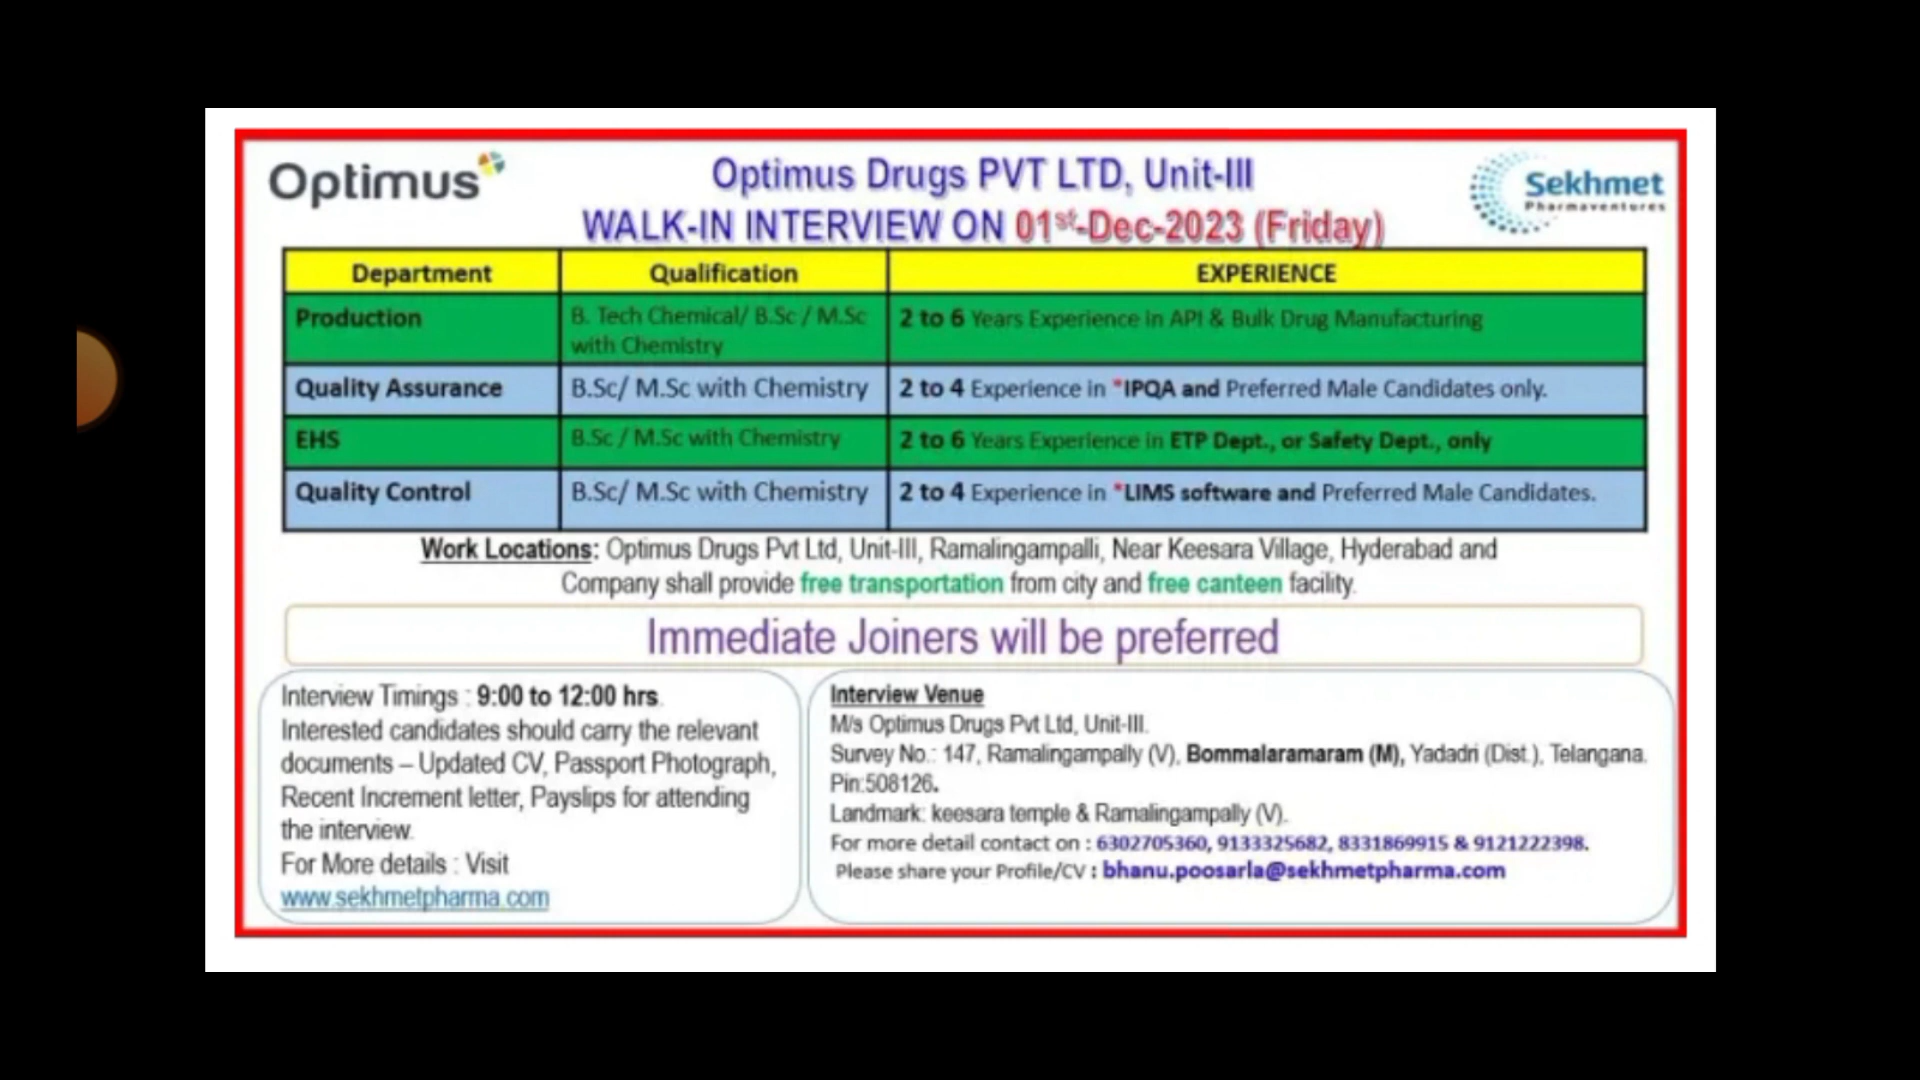 Optimus
Optimus Drugs PVT LTD, Unit-III
WALK-IN INTERVIEW ON 01st-Dec-2023 (Friday)
Sekhmet
Pharmaventures
Department Qualification EXPERIENCE
Production B. Tech Chemical/ B.Sc / M.Sc 2 to 6 Years Experience in API & Bulk Drug Manufacturing
with Chemistry
Quality Assurance B.Sc/ M.Sc with Chemistry 2 to 4 Experience in *IPQA and Preferred Male Candidates only.
EHS B.Sc / M.Sc with Chemistry 2 to 6 Years Experience in ETP Dept., or Safety Dept., only
Quality Control B.Sc/ M.Sc with Chemistry 2 to 4 Experience in *LIMS software and Preferred Male Candidates.
Work Locations: Optimus Drugs Pvt Ltd, Unit-III, Ramalingampalli, Near Keesara Village, Hyderabad and
Company shall provide free transportation from city and free canteen facility.
Immediate Joiners will be preferred
Interview Timings : 9:00 to 12:00 hrs.
Interested candidates should carry the relevant
documents – Updated CV, Passport Photograph,
Recent Increment letter, Payslips for attending
the interview.
For More details : Visit
www.sekhmetpharma.com
Interview Venue
M/s Optimus Drugs Pvt Ltd, Unit-III.
Survey No.: 147, Ramalingampally (V), Bommalaramaram (M), Yadadri (Dist.), Telangana.
Pin:508126.
Landmark: keesara temple & Ramalingampally (V).
For more detail contact on : 6302705360, 9133325682, 8331869915 & 9121222398.
Please share your Profile/CV : bhanu.poosarla@sekhmetpharma.com